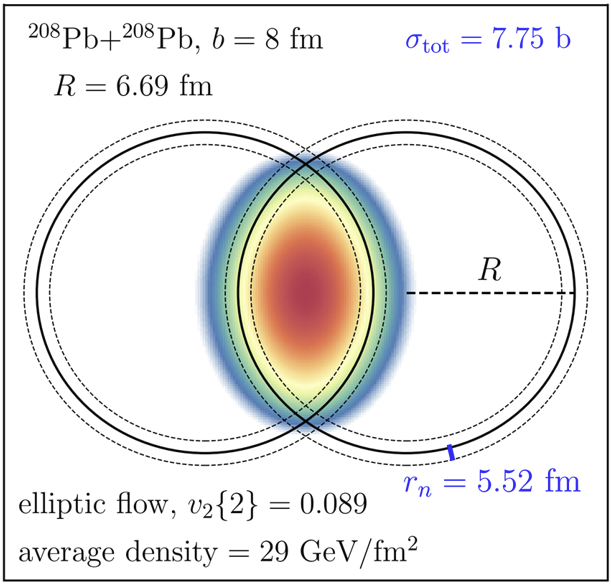 ²⁰⁸Pb+²⁰⁸Pb, b = 8 fm
σ_tot = 7.75 b
R = 6.69 fm
R
r_n = 5.52 fm
elliptic flow, v₂{2} = 0.089
average density = 29 GeV/fm²